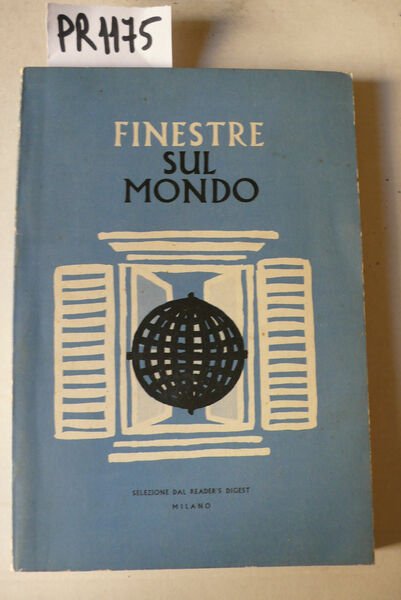 PR1175
FINESTRE
SUL
MONDO
SELEZIONE DAL READER'S DIGEST
MILANO